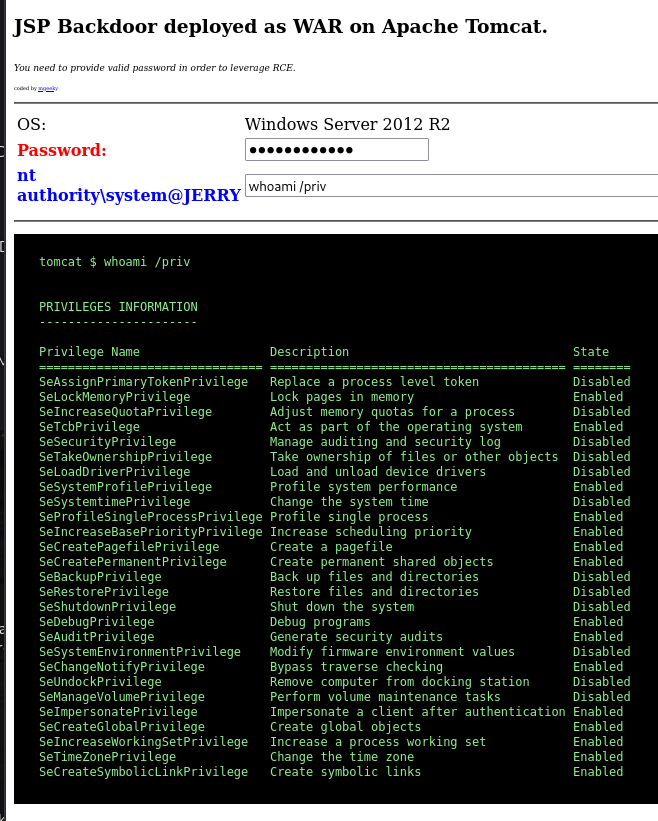 JSP Backdoor deployed as WAR on Apache Tomcat.
You need to provide valid password in order to leverage RCE.
coded by mgeeky
OS: Windows Server 2012 R2
Password: ●●●●●●●●●●●●
nt
authority\system@JERRY whoami /priv
tomcat $ whoami /priv
PRIVILEGES INFORMATION
----------------------
Privilege Name Description State
=============================== ========================================= ========
SeAssignPrimaryTokenPrivilege Replace a process level token Disabled
SeLockMemoryPrivilege Lock pages in memory Enabled
SeIncreaseQuotaPrivilege Adjust memory quotas for a process Disabled
SeTcbPrivilege Act as part of the operating system Enabled
SeSecurityPrivilege Manage auditing and security log Disabled
SeTakeOwnershipPrivilege Take ownership of files or other objects Disabled
SeLoadDriverPrivilege Load and unload device drivers Disabled
SeSystemProfilePrivilege Profile system performance Enabled
SeSystemtimePrivilege Change the system time Disabled
SeProfileSingleProcessPrivilege Profile single process Enabled
SeIncreaseBasePriorityPrivilege Increase scheduling priority Enabled
SeCreatePagefilePrivilege Create a pagefile Enabled
SeCreatePermanentPrivilege Create permanent shared objects Enabled
SeBackupPrivilege Back up files and directories Disabled
SeRestorePrivilege Restore files and directories Disabled
SeShutdownPrivilege Shut down the system Disabled
SeDebugPrivilege Debug programs Enabled
SeAuditPrivilege Generate security audits Enabled
SeSystemEnvironmentPrivilege Modify firmware environment values Disabled
SeChangeNotifyPrivilege Bypass traverse checking Enabled
SeUndockPrivilege Remove computer from docking station Disabled
SeManageVolumePrivilege Perform volume maintenance tasks Disabled
SeImpersonatePrivilege Impersonate a client after authentication Enabled
SeCreateGlobalPrivilege Create global objects Enabled
SeIncreaseWorkingSetPrivilege Increase a process working set Enabled
SeTimeZonePrivilege Change the time zone Enabled
SeCreateSymbolicLinkPrivilege Create symbolic links Enabled